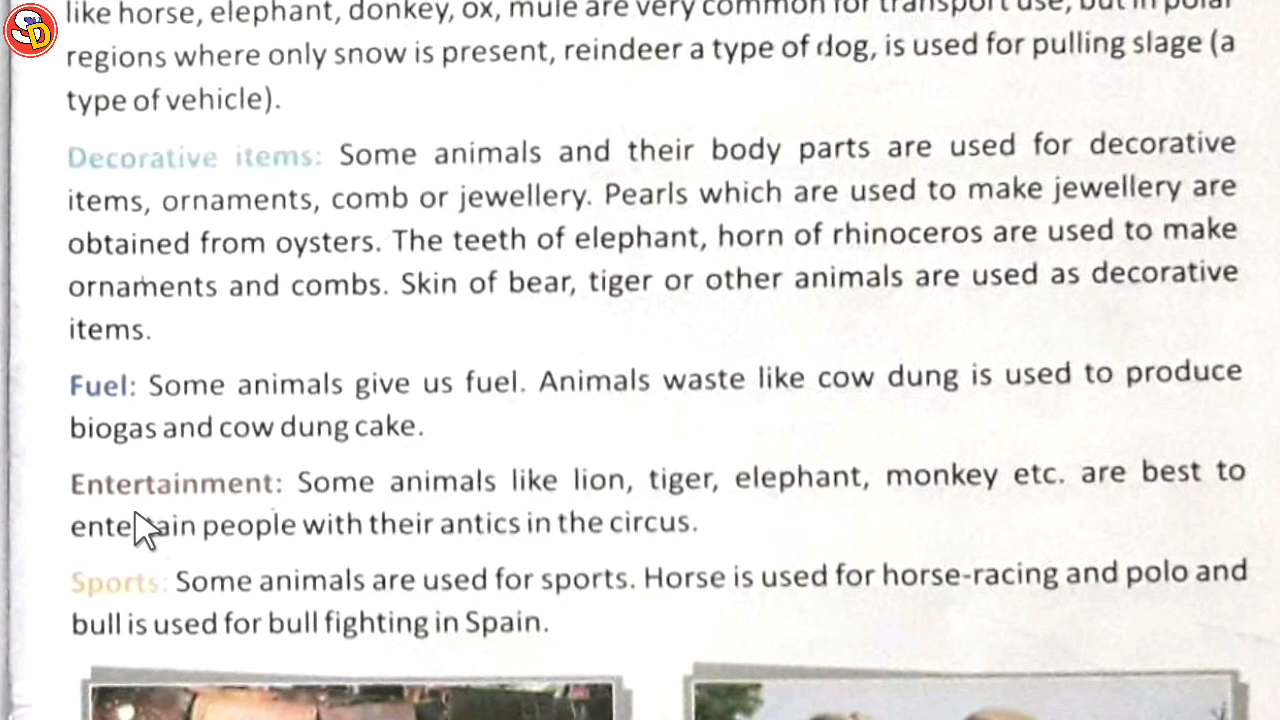 SD
like horse, elephant, donkey, ox, mule are very common for transport use, but in polar
regions where only snow is present, reindeer a type of dog, is used for pulling slage (a
type of vehicle).
Decorative items: Some animals and their body parts are used for decorative
items, ornaments, comb or jewellery. Pearls which are used to make jewellery are
obtained from oysters. The teeth of elephant, horn of rhinoceros are used to make
ornaments and combs. Skin of bear, tiger or other animals are used as decorative
items.
Fuel: Some animals give us fuel. Animals waste like cow dung is used to produce
biogas and cow dung cake.
Entertainment: Some animals like lion, tiger, elephant, monkey etc. are best to
entertain people with their antics in the circus.
Sports: Some animals are used for sports. Horse is used for horse-racing and polo and
bull is used for bull fighting in Spain.